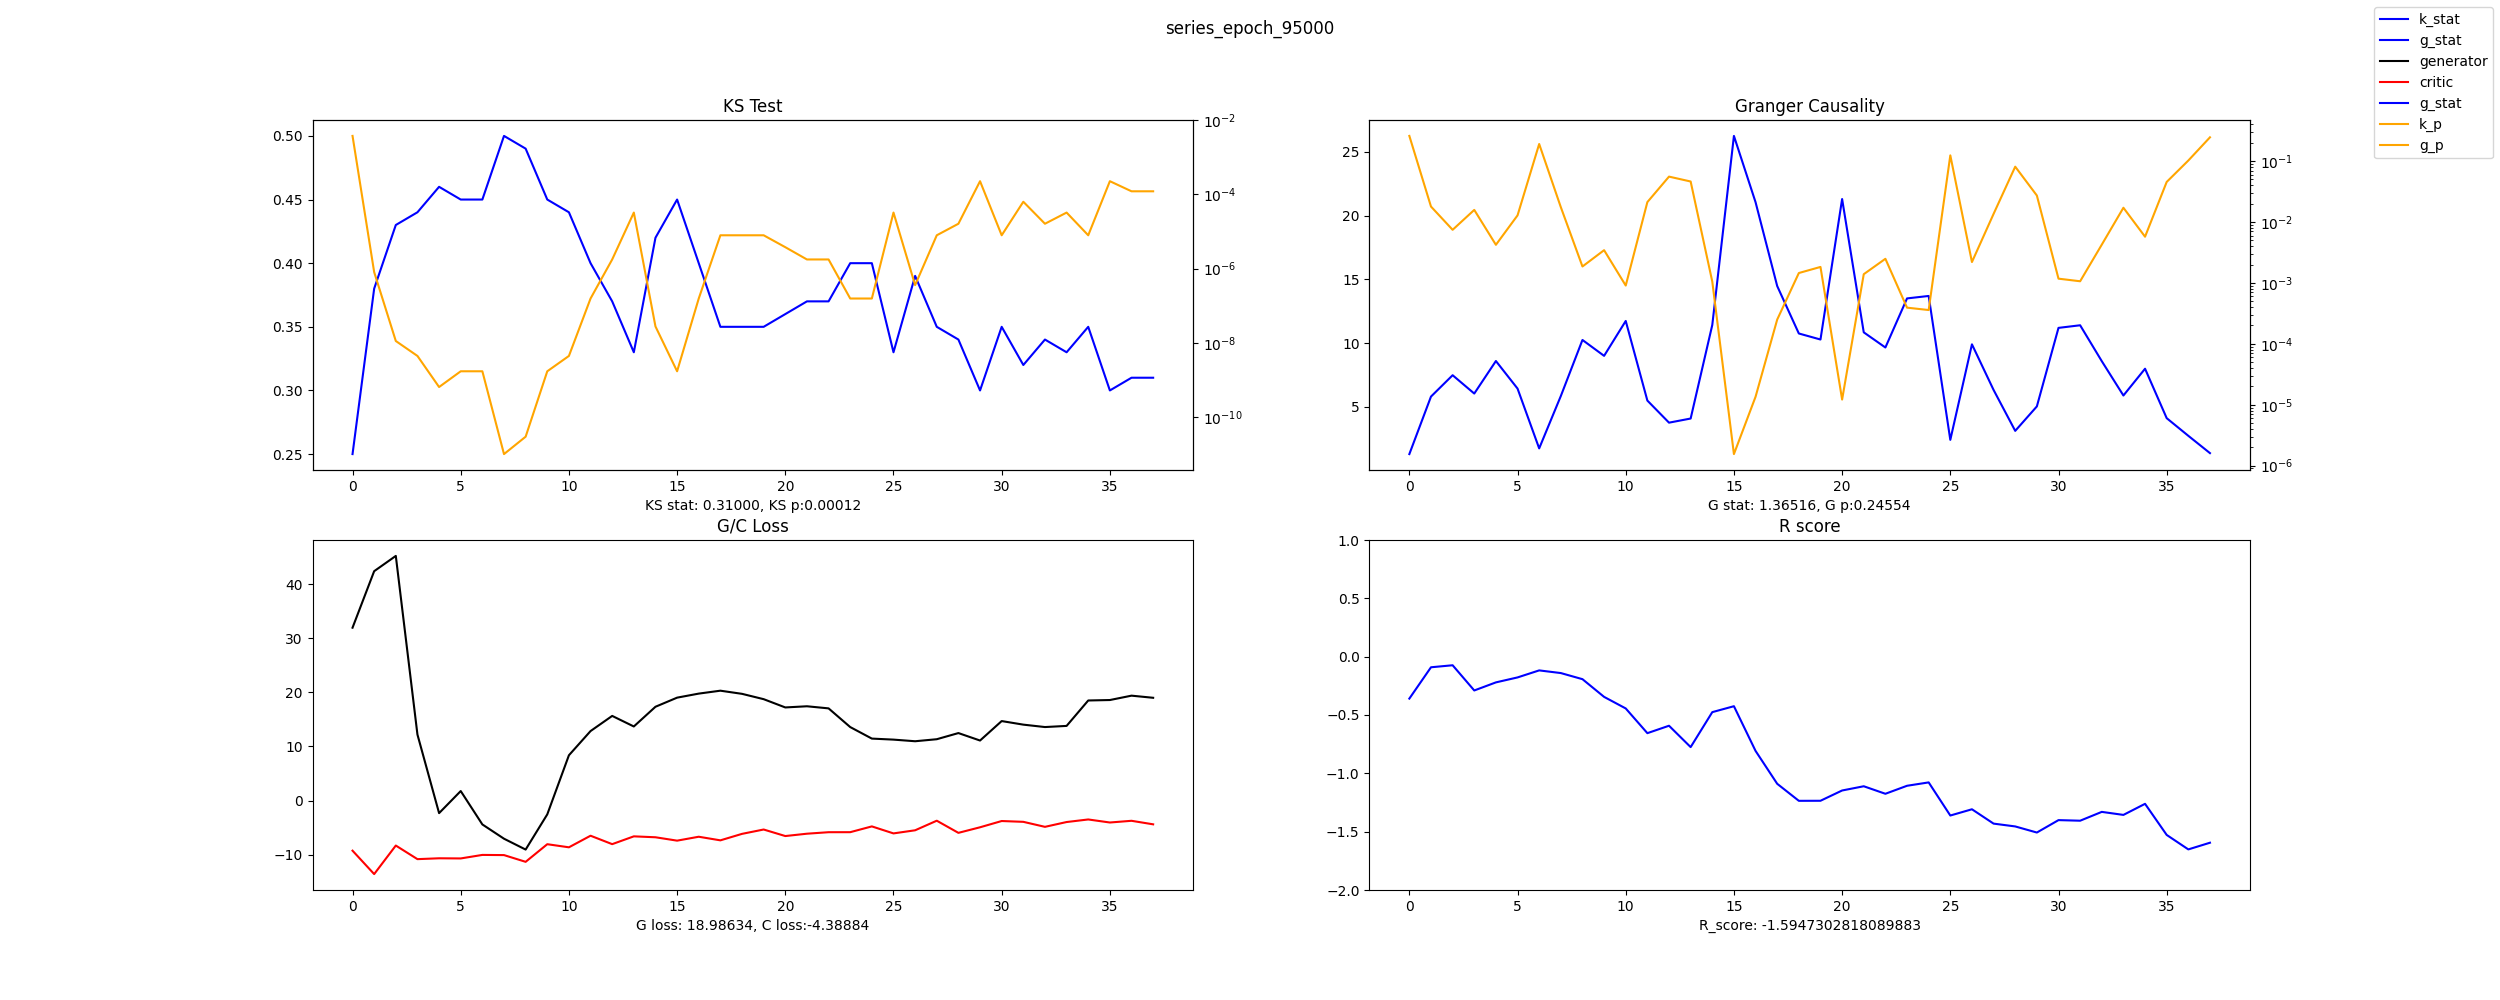 series_epoch_95000
k_stat
g_stat
generator
critic
g_stat
k_p
g_p
KS Test
0.50
0.45
0.40
0.35
0.30
0.25
10⁻²
10⁻⁴
10⁻⁶
10⁻⁸
10⁻¹⁰
0 5 10 15 20 25 30 35
KS stat: 0.31000, KS p:0.00012
Granger Causality
25
20
15
10
5
10⁻¹
10⁻²
10⁻³
10⁻⁴
10⁻⁵
10⁻⁶
0 5 10 15 20 25 30 35
G stat: 1.36516, G p:0.24554
G/C Loss
40
30
20
10
0
−10
0 5 10 15 20 25 30 35
G loss: 18.98634, C loss:-4.38884
R score
1.0
0.5
0.0
−0.5
−1.0
−1.5
−2.0
0 5 10 15 20 25 30 35
R_score: -1.5947302818089883